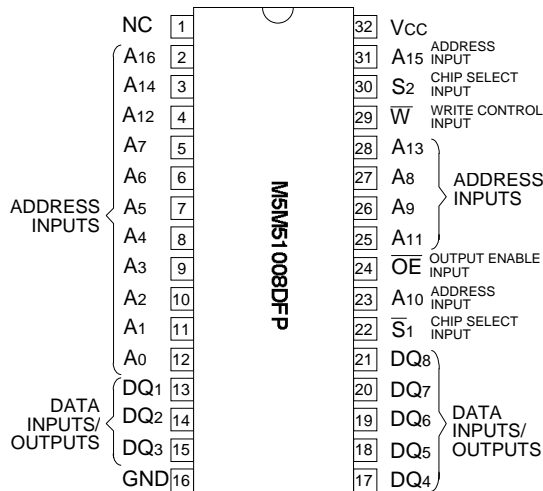 NC 1
A16 2
A14 3
A12 4
A7 5
A6 6
A5 7
A4 8
A3 9
A2 10
A1 11
A0 12
DQ1 13
DQ2 14
DQ3 15
GND 16
ADDRESS
INPUTS
DATA
INPUTS/
OUTPUTS
M5M51008DFP
32 VCC
31 A15 ADDRESS
INPUT
30 S2 CHIP SELECT
INPUT
29 W̅ WRITE CONTROL
INPUT
28 A13
27 A8
26 A9
25 A11
ADDRESS
INPUTS
24 O̅E̅ OUTPUT ENABLE
INPUT
23 A10 ADDRESS
INPUT
22 S̅1 CHIP SELECT
INPUT
21 DQ8
20 DQ7
19 DQ6
18 DQ5
17 DQ4
DATA
INPUTS/
OUTPUTS